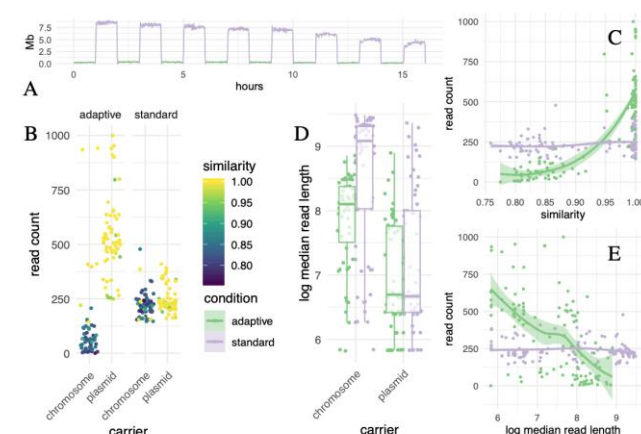 Mb
7.5
5.0
2.5
0.0
0
5
10
15
hours
A
B
adaptive
standard
1000
750
500
250
0
read count
chromosome
plasmid
chromosome
plasmid
carrier
similarity
1.00
0.95
0.90
0.85
0.80
condition
adaptive
standard
D
log median read length
9
8
7
6
chromosome
plasmid
carrier
C
1000
750
500
250
0
read count
0.75
0.80
0.85
0.90
0.95
1.00
similarity
E
1000
750
500
250
0
read count
6
7
8
9
log median read length